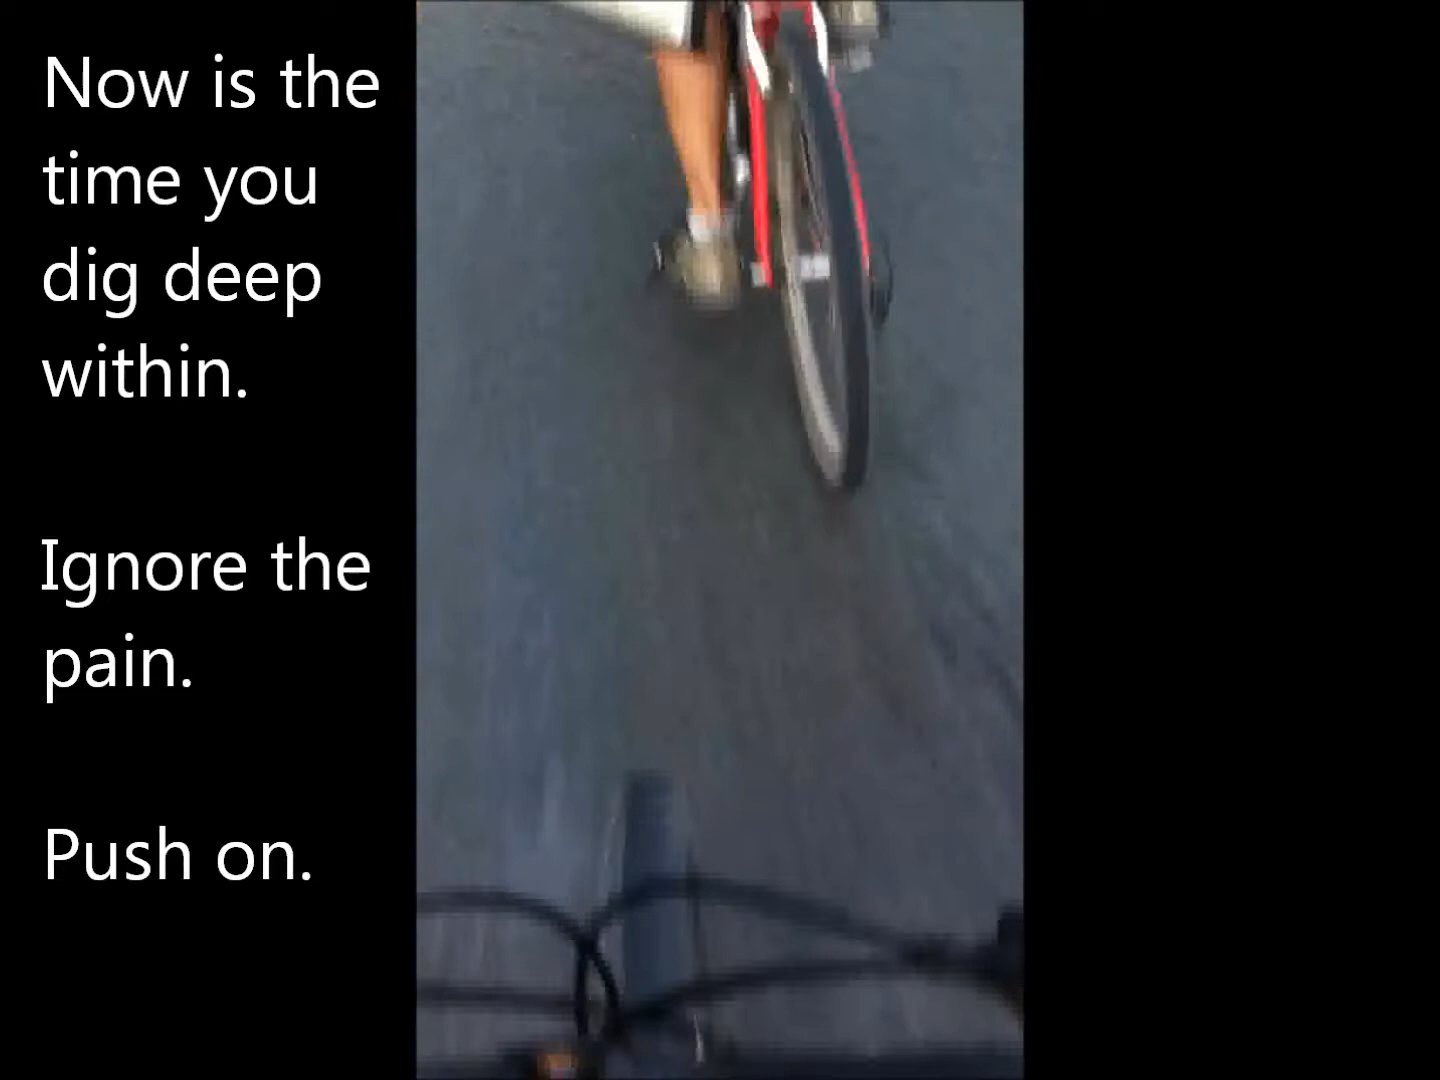 Now is the
time you
dig deep
within.
Ignore the
pain.
Push on.